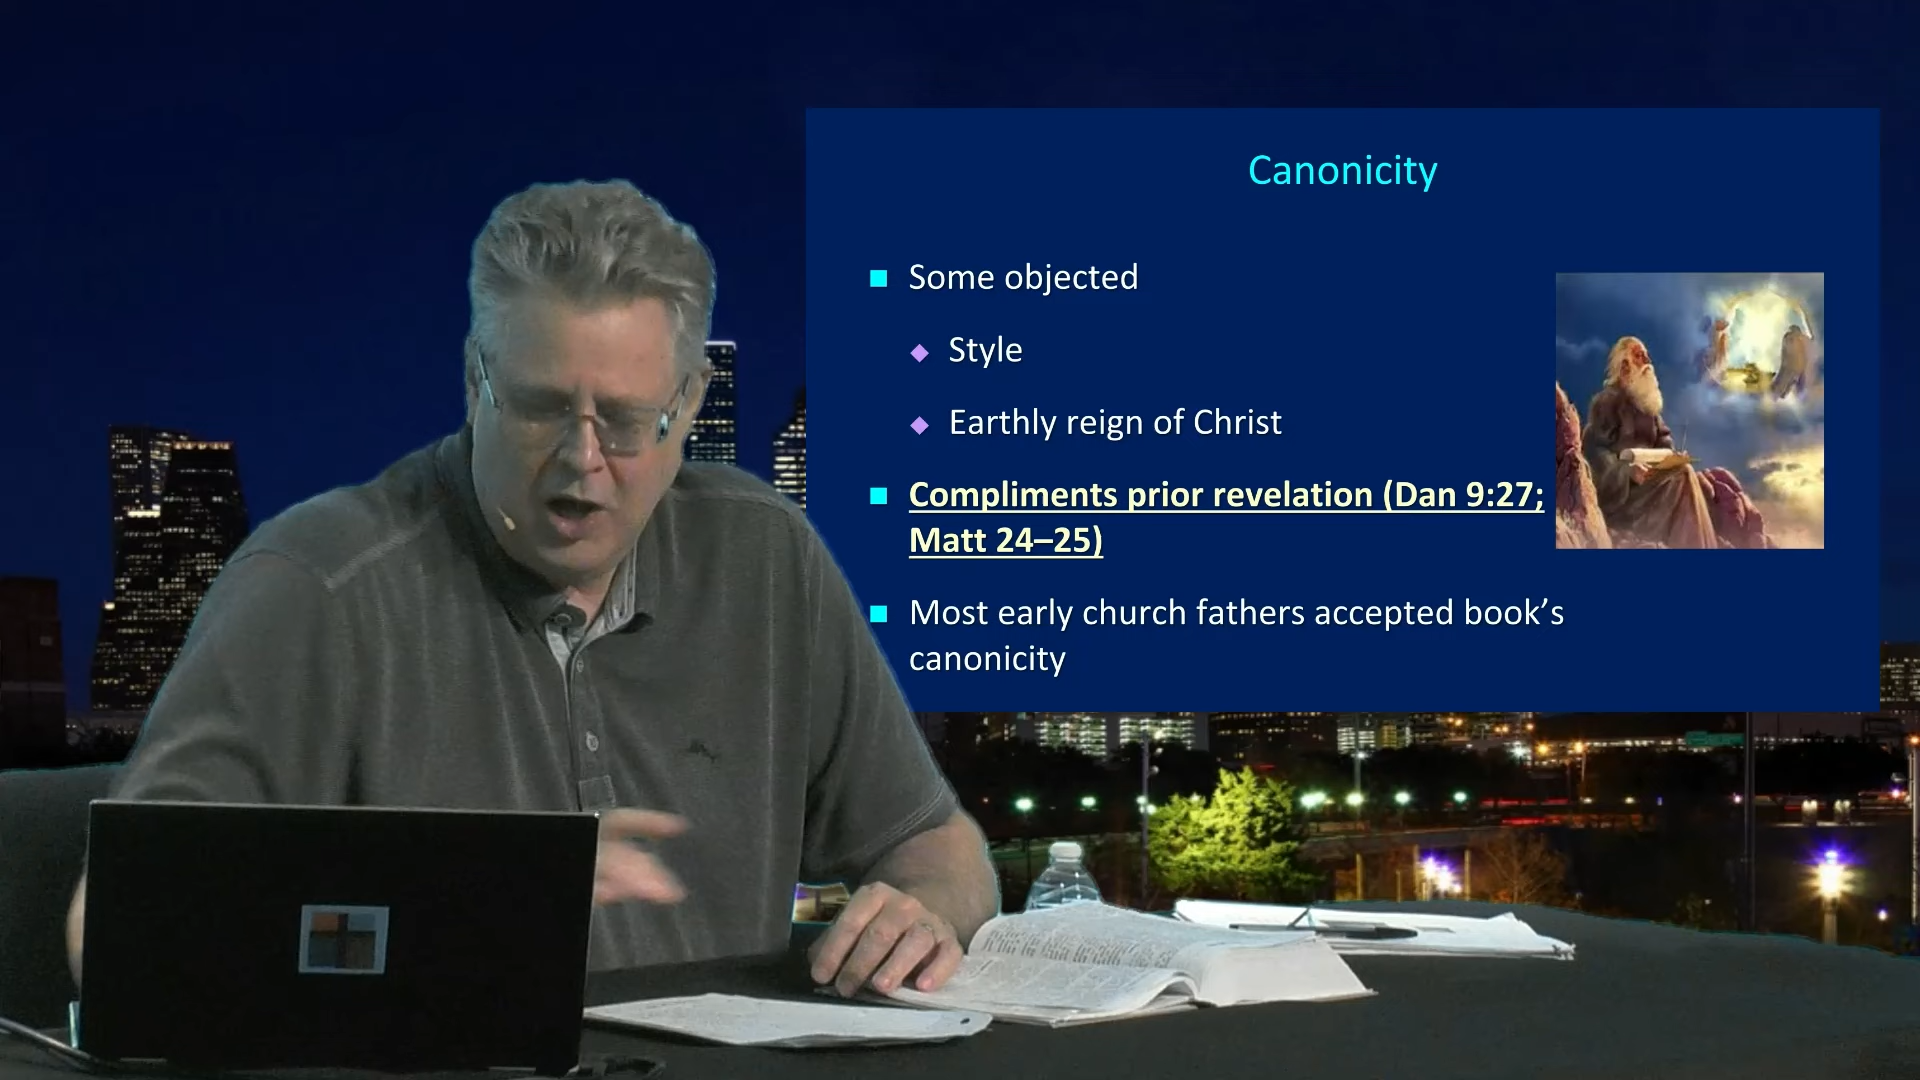 Canonicity
Some objected
Style
Earthly reign of Christ
Compliments prior revelation (Dan 9:27;
Matt 24–25)
Most early church fathers accepted book’s
canonicity